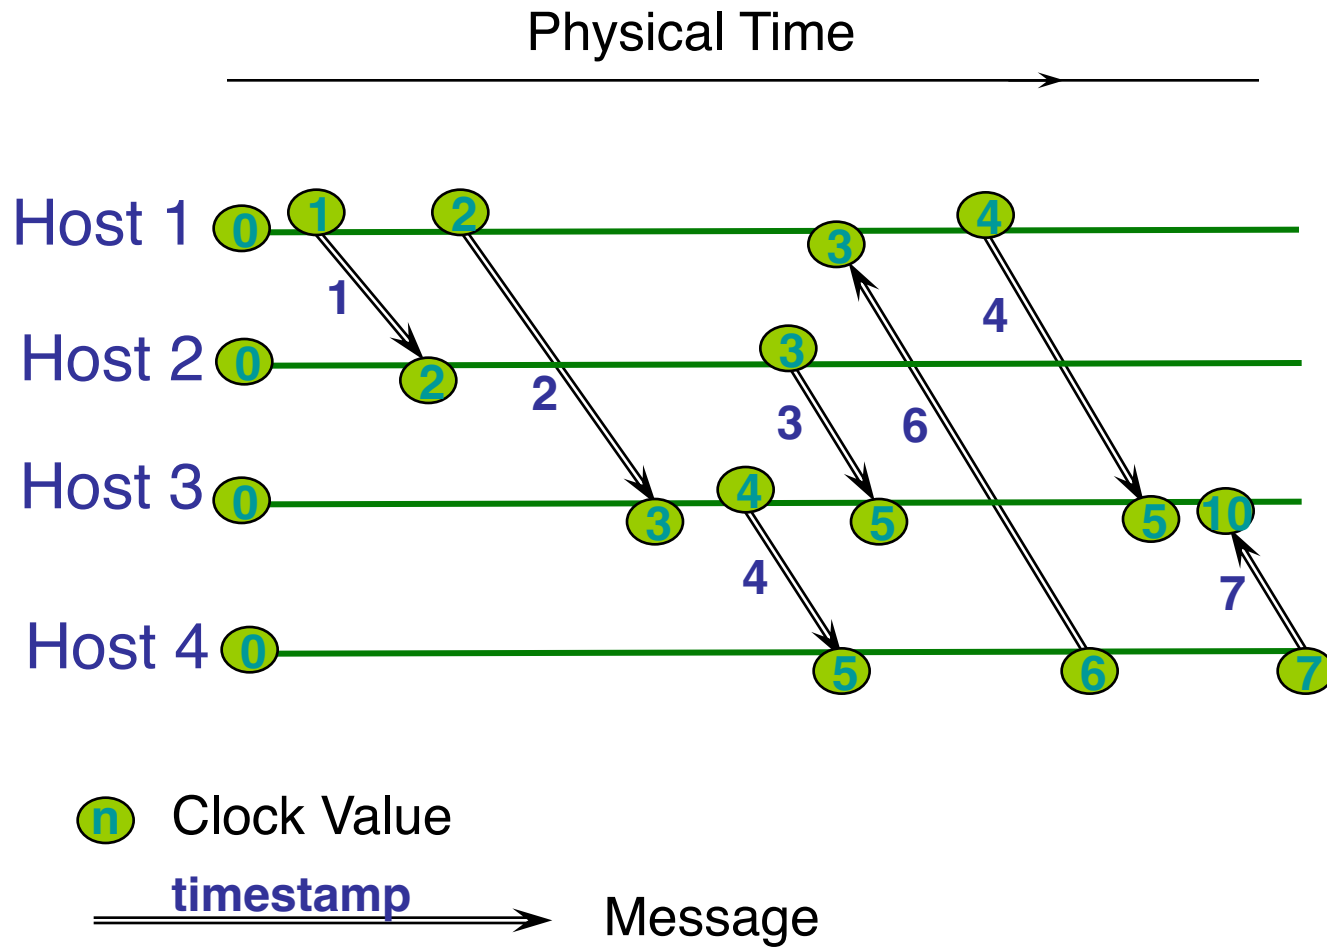 Physical Time
Host 1 0 1 2 3 4
1 4
Host 2 0 2 3
2 3 6
Host 3 0 3 4 5 5 10
4 7
Host 4 0 5 6 7
n Clock Value
timestamp
Message